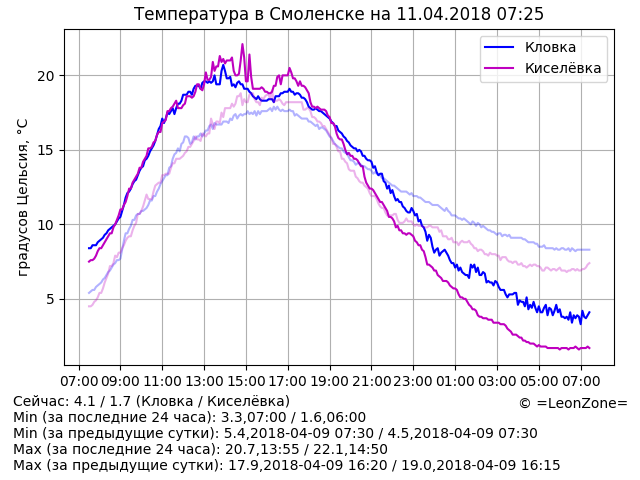 Температура в Смоленске на 11.04.2018 07:25
Кловка
Киселёвка
градусов Цельсия, °C
20
15
10
5
07:00 09:00 11:00 13:00 15:00 17:00 19:00 21:00 23:00 01:00 03:00 05:00 07:00
Сейчас: 4.1 / 1.7 (Кловка / Киселёвка)
© =LeonZone=
Min (за последние 24 часа): 3.3,07:00 / 1.6,06:00
Min (за предыдущие сутки): 5.4,2018-04-09 07:30 / 4.5,2018-04-09 07:30
Max (за последние 24 часа): 20.7,13:55 / 22.1,14:50
Max (за предыдущие сутки): 17.9,2018-04-09 16:20 / 19.0,2018-04-09 16:15